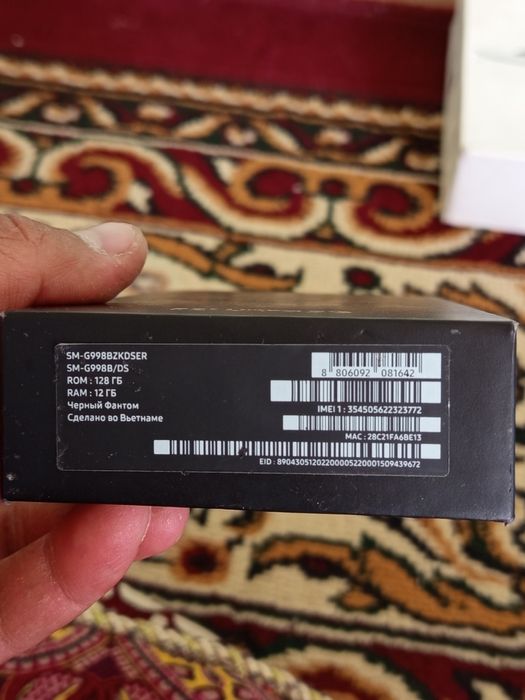 SM-G998BZKDSER
SM-G998B/DS
ROM : 128 ГБ
RAM : 12 ГБ
Черный Фантом
Сделано во Вьетнаме
8 806092 081642
IMEI 1 : 354505622323772
MAC : 28C21FA6BE13
EID : 89043051202200005220001509439672